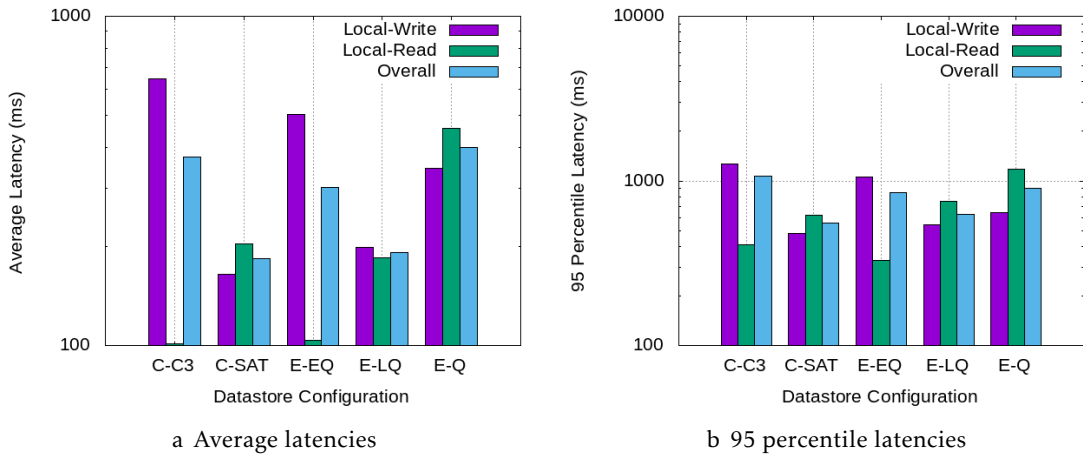 1000
100
Average Latency (ms)
Local-Write
Local-Read
Overall
C-C3 C-SAT E-EQ E-LQ E-Q
Datastore Configuration
a Average latencies
10000
1000
100
95 Percentile Latency (ms)
Local-Write
Local-Read
Overall
C-C3 C-SAT E-EQ E-LQ E-Q
Datastore Configuration
b 95 percentile latencies